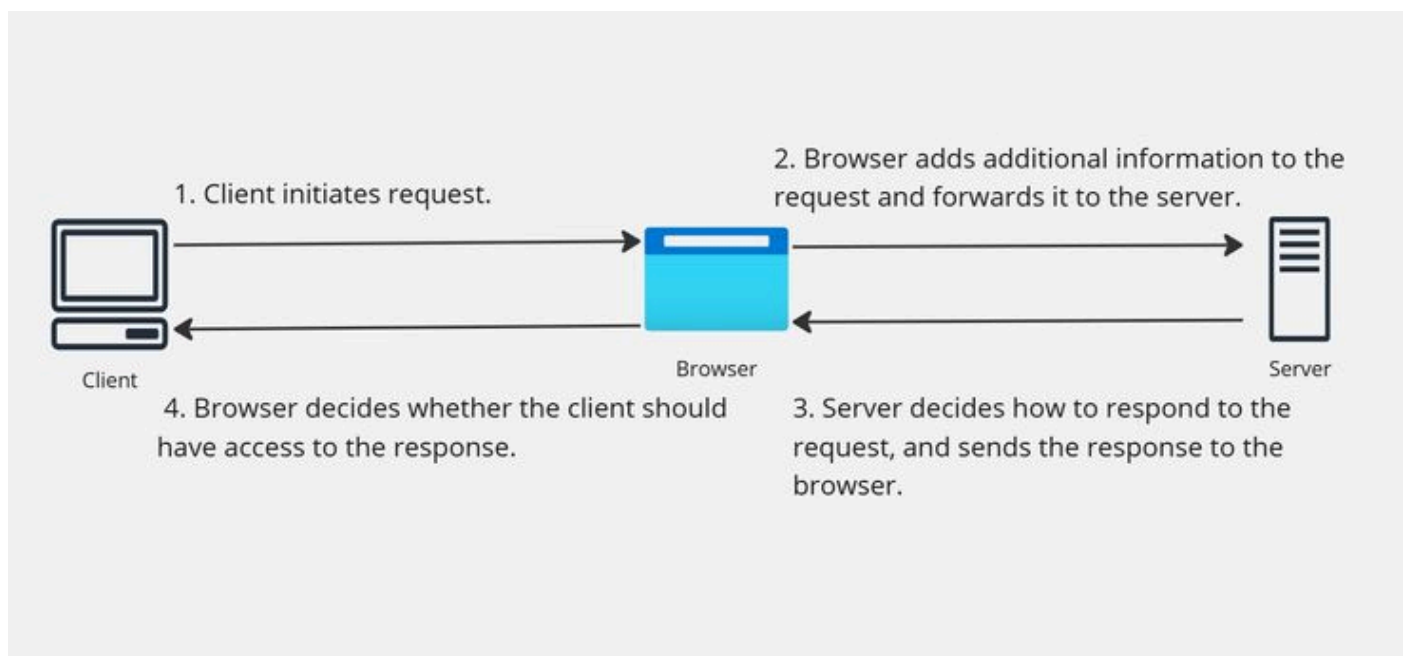 2. Browser adds additional information to the
request and forwards it to the server.
1. Client initiates request.
Browser
Server
Client
4. Browser decides whether the client should
have access to the response.
3. Server decides how to respond to the
request, and sends the response to the
browser.